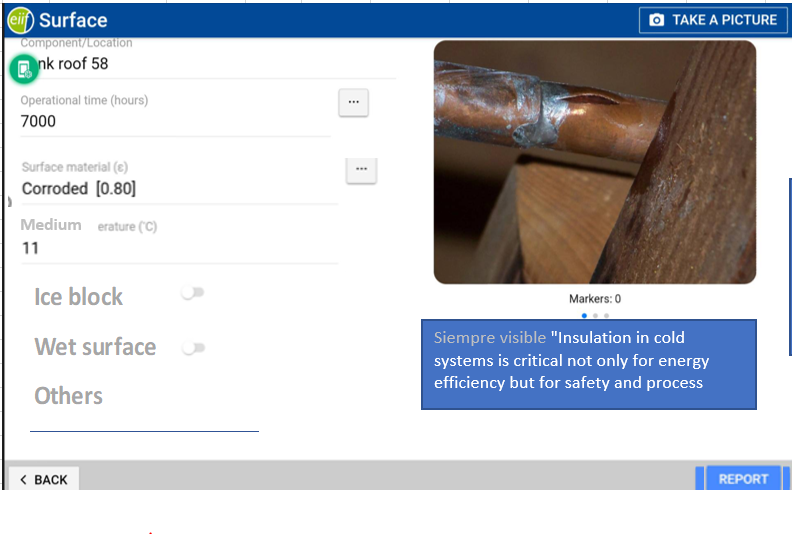 eiif Surface
TAKE A PICTURE
Component/Location
nk roof 58
Operational time (hours)
...
7000
Surface material (ε)
...
Corroded [0.80]
Medium erature (°C)
11
Ice block
Wet surface
Others
Markers: 0
Siempre visible "Insulation in cold
systems is critical not only for energy
efficiency but for safety and process
< BACK
REPORT